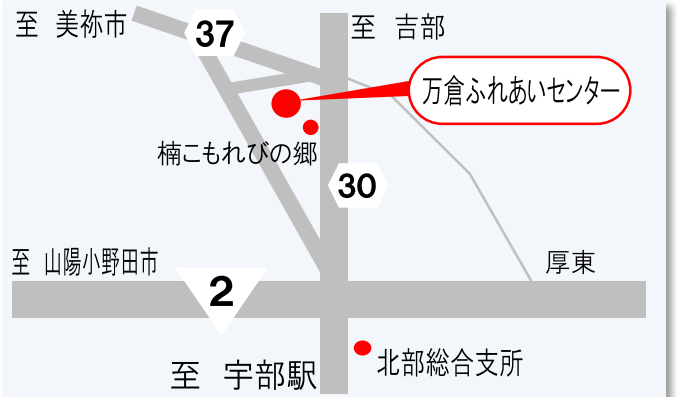 至 美祢市
37
至 吉部
万倉ふれあいセンター
楠こもれびの郷
30
至 山陽小野田市
厚東
2
北部総合支所
至 宇部駅